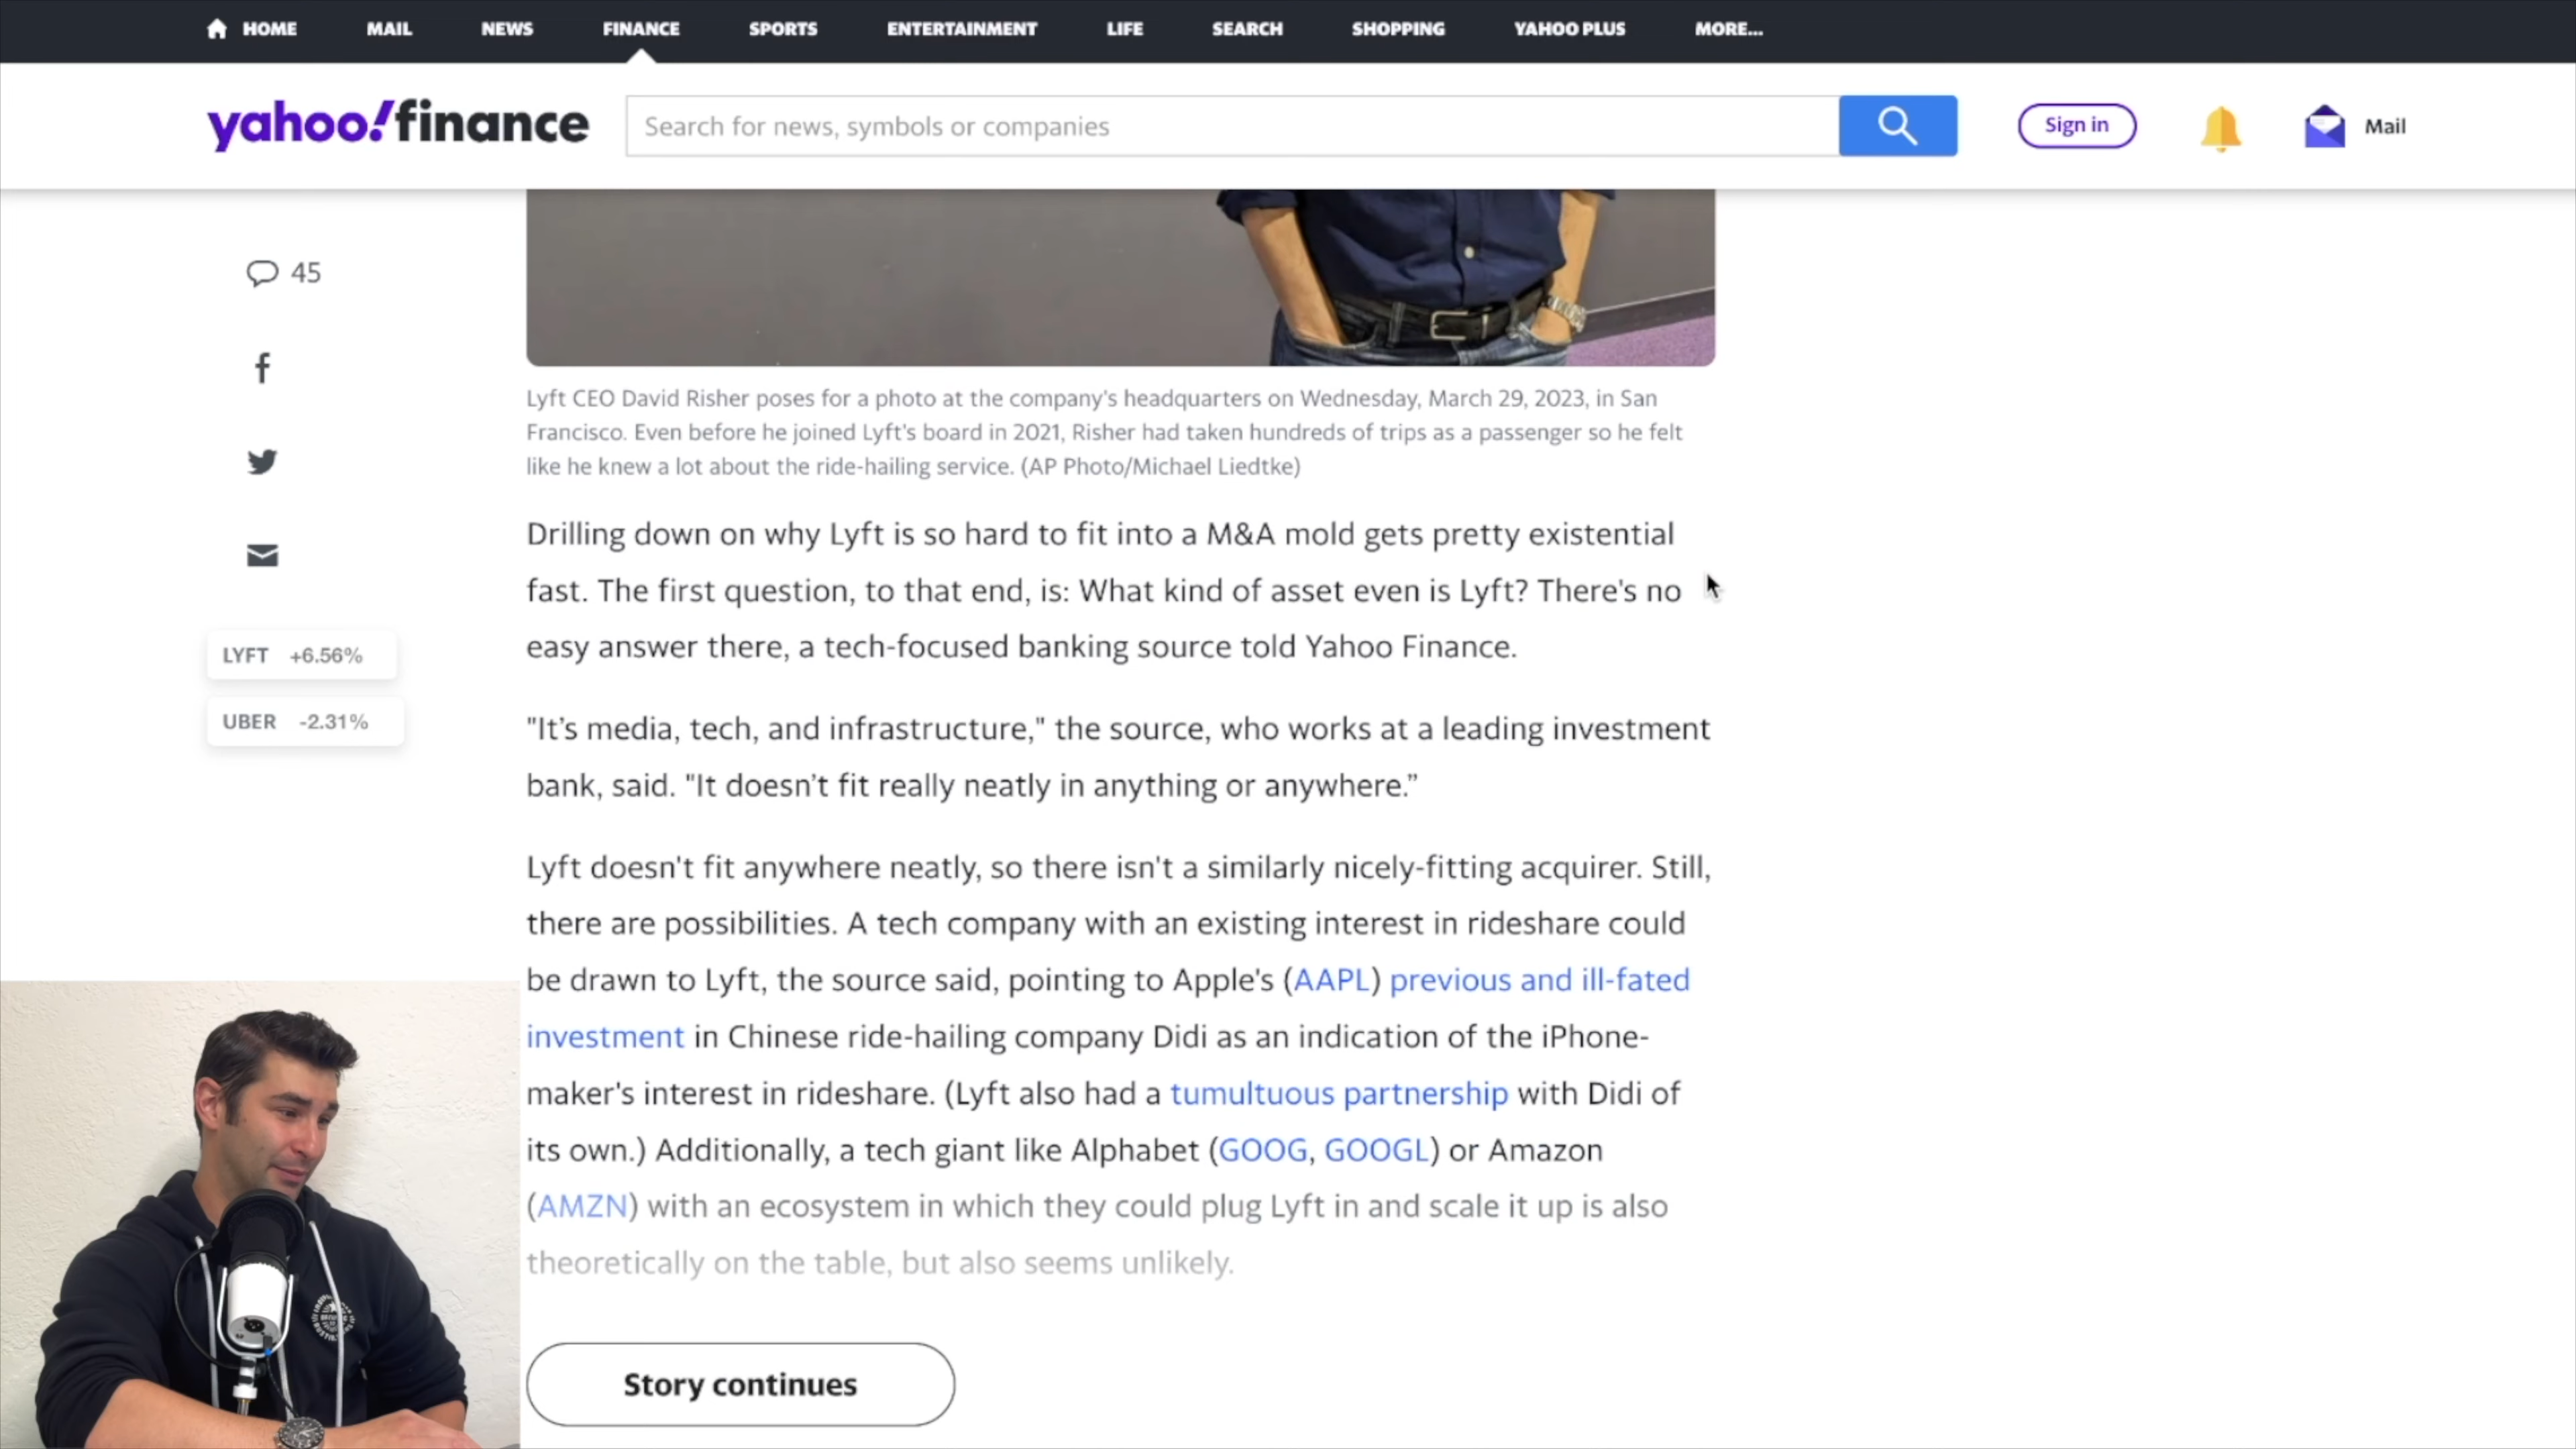 HOME MAIL NEWS FINANCE SPORTS ENTERTAINMENT LIFE SEARCH SHOPPING YAHOO PLUS MORE...
yahoo!finance Search for news, symbols or companies Sign in Mail
45
LYFT +6.56%
UBER -2.31%
Lyft CEO David Risher poses for a photo at the company's headquarters on Wednesday, March 29, 2023, in San
Francisco. Even before he joined Lyft's board in 2021, Risher had taken hundreds of trips as a passenger so he felt
like he knew a lot about the ride-hailing service. (AP Photo/Michael Liedtke)
Drilling down on why Lyft is so hard to fit into a M&A mold gets pretty existential
fast. The first question, to that end, is: What kind of asset even is Lyft? There's no
easy answer there, a tech-focused banking source told Yahoo Finance.
"It’s media, tech, and infrastructure," the source, who works at a leading investment
bank, said. "It doesn’t fit really neatly in anything or anywhere.”
Lyft doesn't fit anywhere neatly, so there isn't a similarly nicely-fitting acquirer. Still,
there are possibilities. A tech company with an existing interest in rideshare could
be drawn to Lyft, the source said, pointing to Apple's (AAPL) previous and ill-fated
investment in Chinese ride-hailing company Didi as an indication of the iPhone-
maker's interest in rideshare. (Lyft also had a tumultuous partnership with Didi of
its own.) Additionally, a tech giant like Alphabet (GOOG, GOOGL) or Amazon
(AMZN) with an ecosystem in which they could plug Lyft in and scale it up is also
theoretically on the table, but also seems unlikely.
Story continues